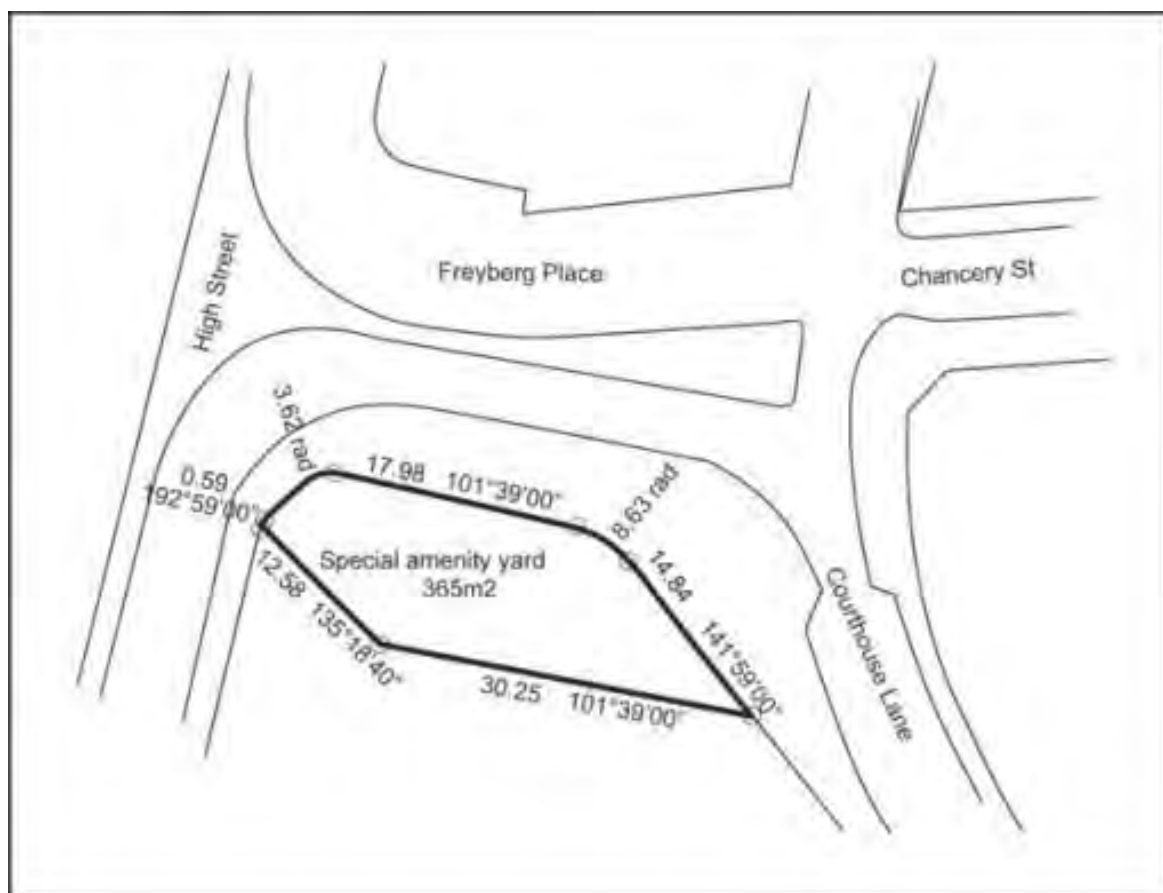 High Street
Freyberg Place
Chancery St
3.62 rad
0.59
192°59'00"
17.98 101°39'00"
8.63 rad
Special amenity yard
365m2
12.58 135°18'40"
14.84 141°59'00"
30.25 101°39'00"
Courthouse Lane